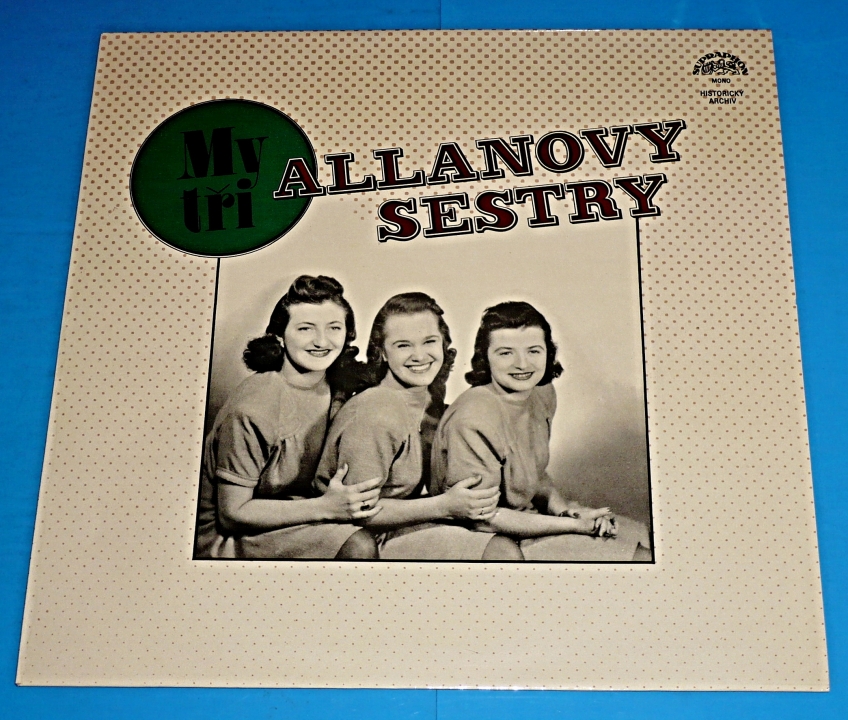 SUPRAPHON
MONO
HISTORICKÝ
ARCHIV
My
tři
ALLANOVY
SESTRY